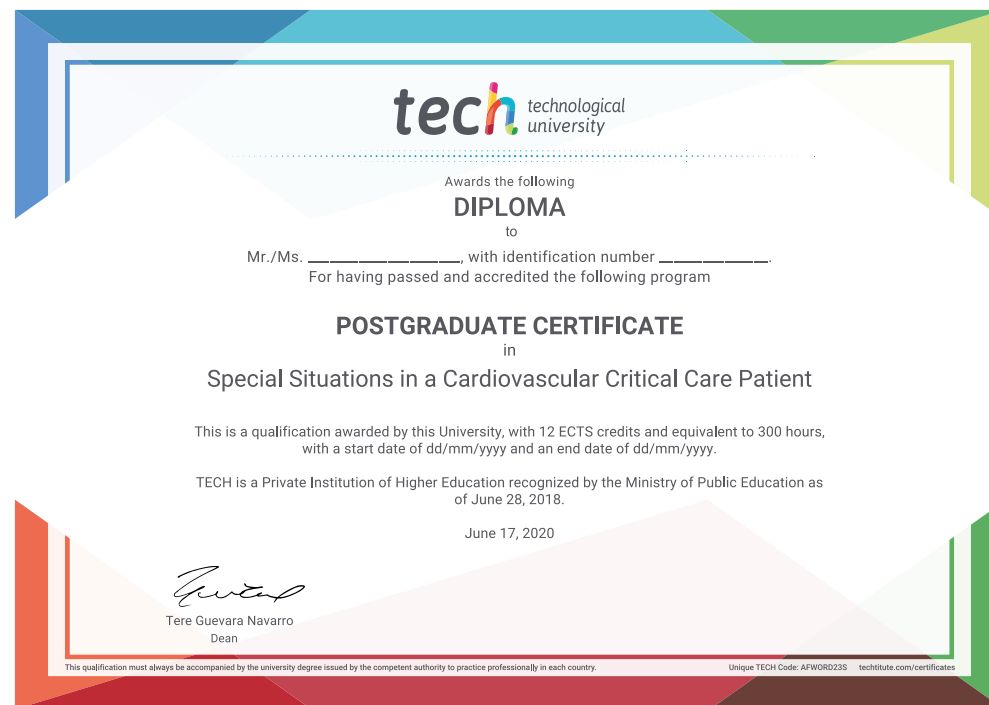 tech technological
university
Awards the following
DIPLOMA
to
Mr./Ms. ____________________, with identification number ______________.
For having passed and accredited the following program
POSTGRADUATE CERTIFICATE
in
Special Situations in a Cardiovascular Critical Care Patient
This is a qualification awarded by this University, with 12 ECTS credits and equivalent to 300 hours,
with a start date of dd/mm/yyyy and an end date of dd/mm/yyyy.
TECH is a Private Institution of Higher Education recognized by the Ministry of Public Education as
of June 28, 2018.
June 17, 2020
Tere Guevara Navarro
Dean
This qualification must always be accompanied by the university degree issued by the competent authority to practice professionally in each country.
Unique TECH Code: AFWORD23S techtitute.com/certificates